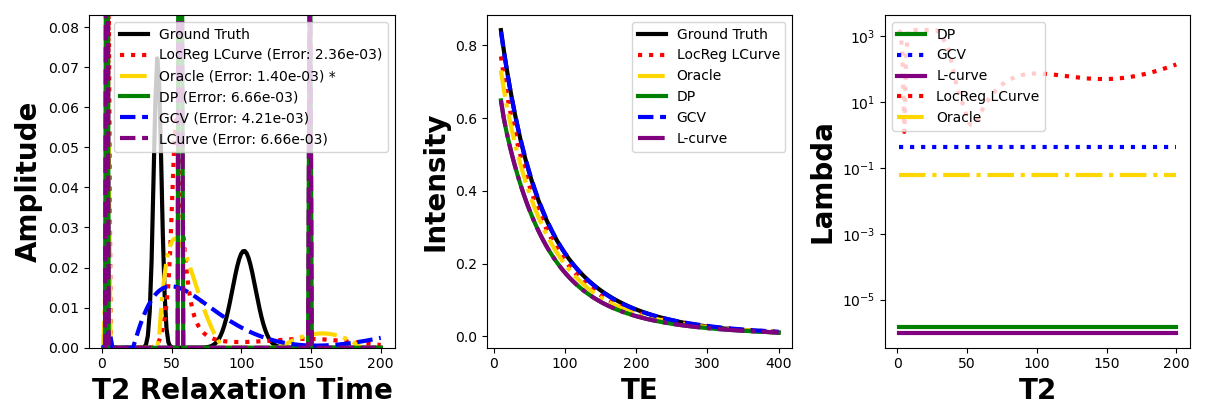 Amplitude
0.08
0.07
0.06
0.05
0.04
0.03
0.02
0.01
0.00
Ground Truth
LocReg LCurve (Error: 2.36e-03)
Oracle (Error: 1.40e-03) *
DP (Error: 6.66e-03)
GCV (Error: 4.21e-03)
LCurve (Error: 6.66e-03)
0 50 100 150 200
T2 Relaxation Time
Intensity
0.8
0.6
0.4
0.2
0.0
Ground Truth
LocReg LCurve
Oracle
DP
GCV
L-curve
0 100 200 300 400
TE
Lambda
10³
10¹
10⁻¹
10⁻³
10⁻⁵
DP
GCV
L-curve
LocReg LCurve
Oracle
0 50 100 150 200
T2